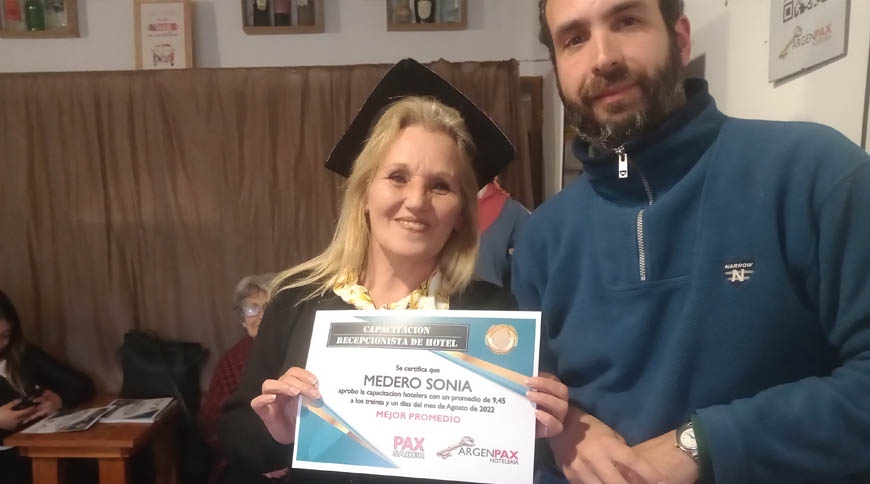 ARGENPAX
HOTELERIA
NARROW
N
CAPACITACION
RECEPCIONISTA DE HOTEL
Se certifica que
MEDERO SONIA
aprobo la capacitacion hotelera con un promedio de 9,45
a los treinta y un dias del mes de Agosto de 2022
MEJOR PROMEDIO
PAX
SABER
ARGENPAX
HOTELERIA